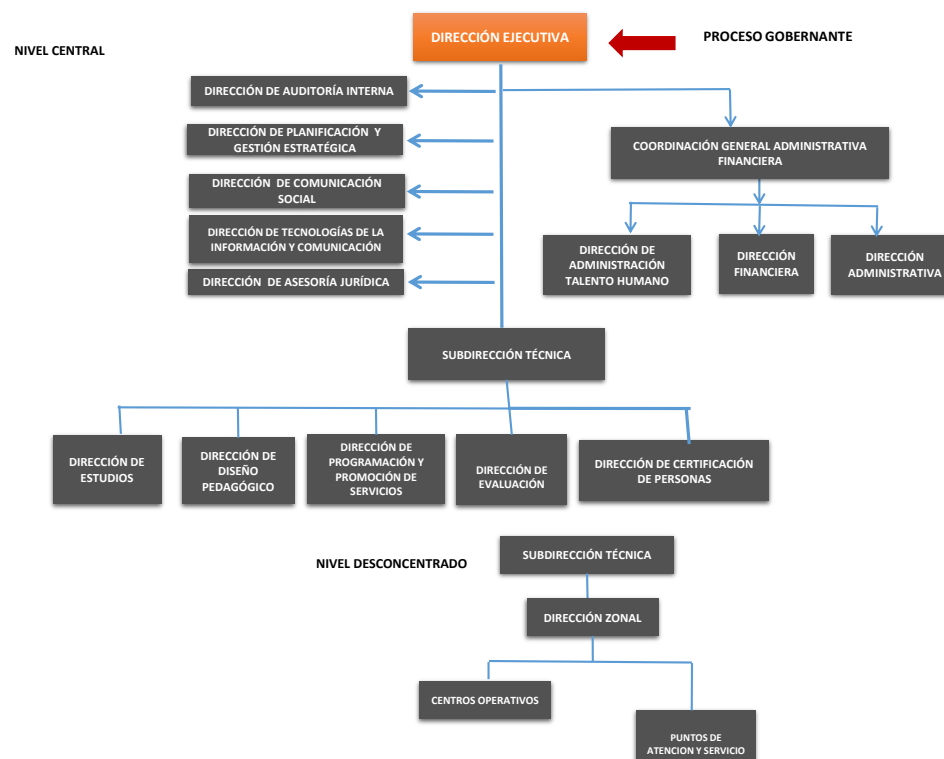 DIRECCIÓN EJECUTIVA
PROCESO GOBERNANTE
NIVEL CENTRAL
DIRECCIÓN DE AUDITORÍA INTERNA
DIRECCIÓN DE PLANIFICACIÓN Y
GESTIÓN ESTRATÉGICA
COORDINACIÓN GENERAL ADMINISTRATIVA
FINANCIERA
DIRECCIÓN DE COMUNICACIÓN
SOCIAL
DIRECCIÓN DE TECNOLOGÍAS DE LA
INFORMACIÓN Y COMUNICACIÓN
DIRECCIÓN DE ASESORÍA JURÍDICA
DIRECCIÓN DE
ADMINISTRACIÓN
TALENTO HUMANO
DIRECCIÓN
FINANCIERA
DIRECCIÓN
ADMINISTRATIVA
SUBDIRECCIÓN TÉCNICA
DIRECCIÓN DE
ESTUDIOS
DIRECCIÓN DE
DISEÑO
PEDAGÓGICO
DIRECCIÓN DE
PROGRAMACIÓN Y
PROMOCIÓN DE
SERVICIOS
DIRECCIÓN DE
EVALUACIÓN
DIRECCIÓN DE CERTIFICACIÓN
DE PERSONAS
NIVEL DESCONCENTRADO
SUBDIRECCIÓN TÉCNICA
DIRECCIÓN ZONAL
CENTROS OPERATIVOS
PUNTOS DE
ATENCION Y SERVICIO